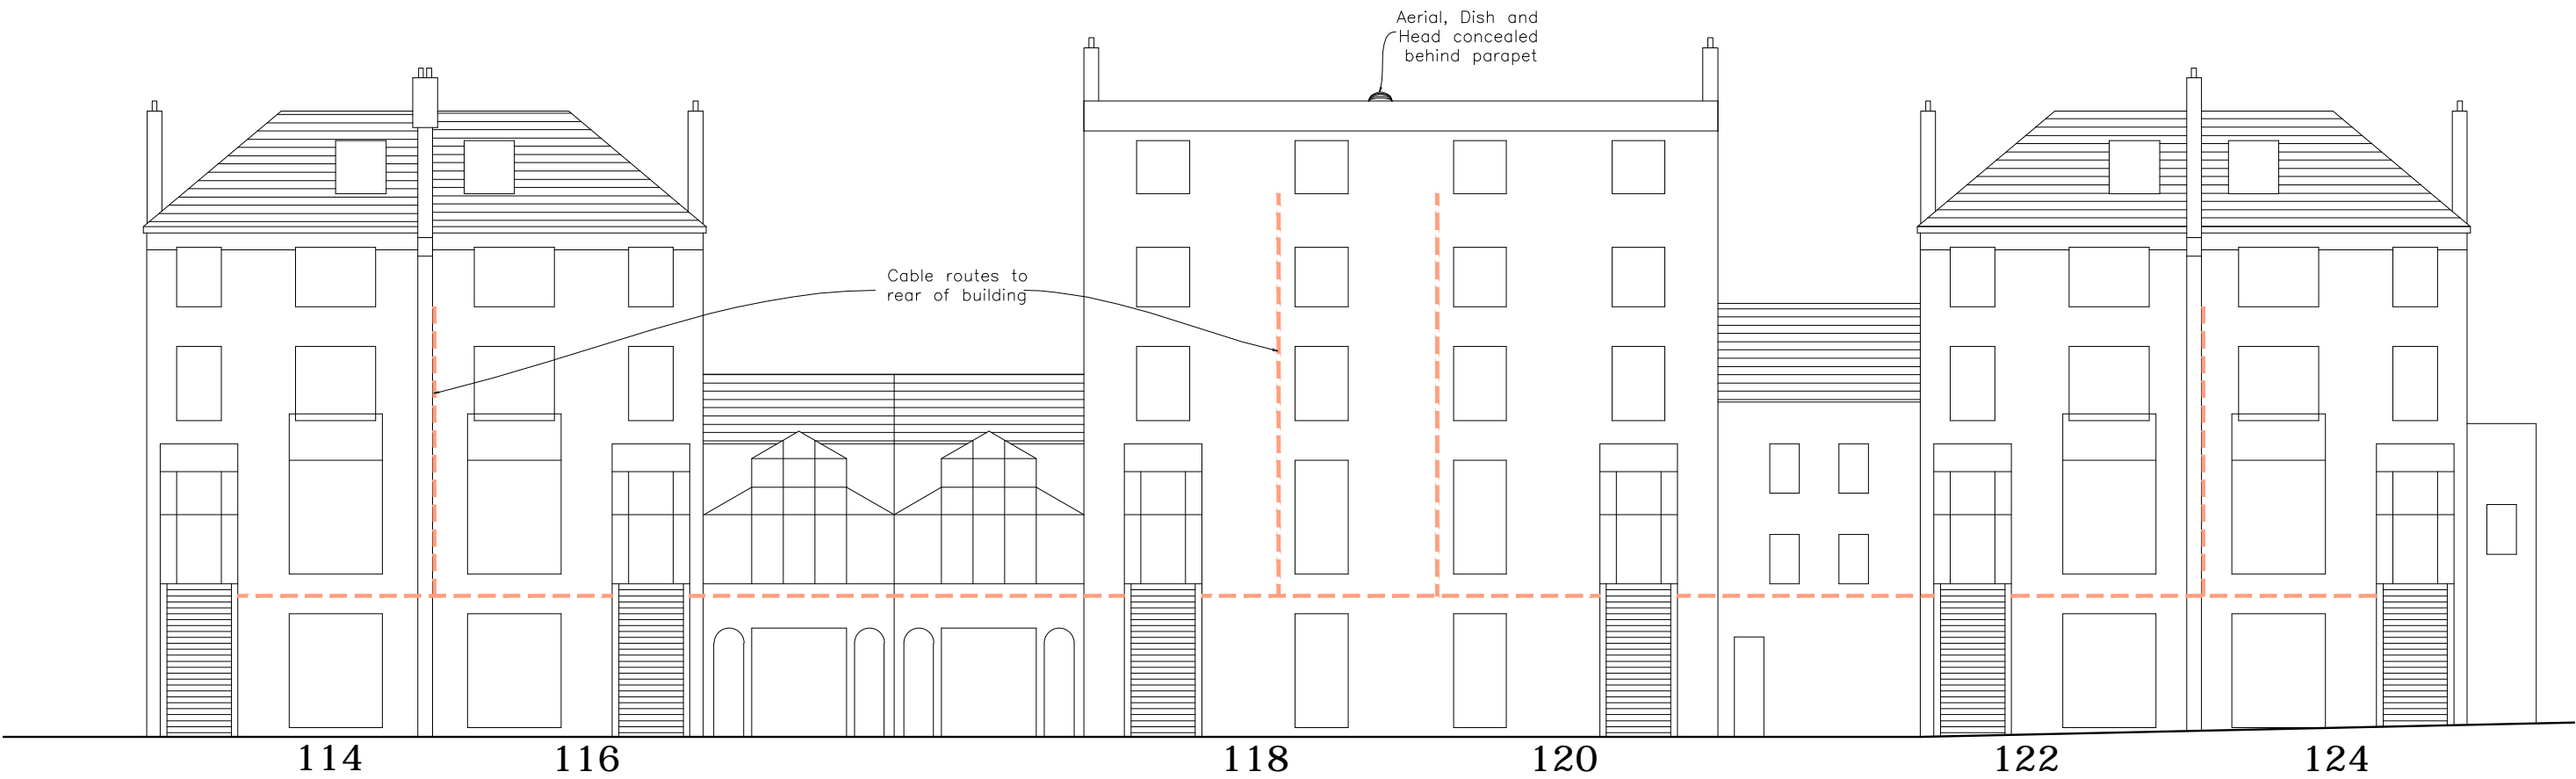 Aerial, Dish and
Head concealed
behind parapet
Cable routes to
rear of building
114
116
118
120
122
124